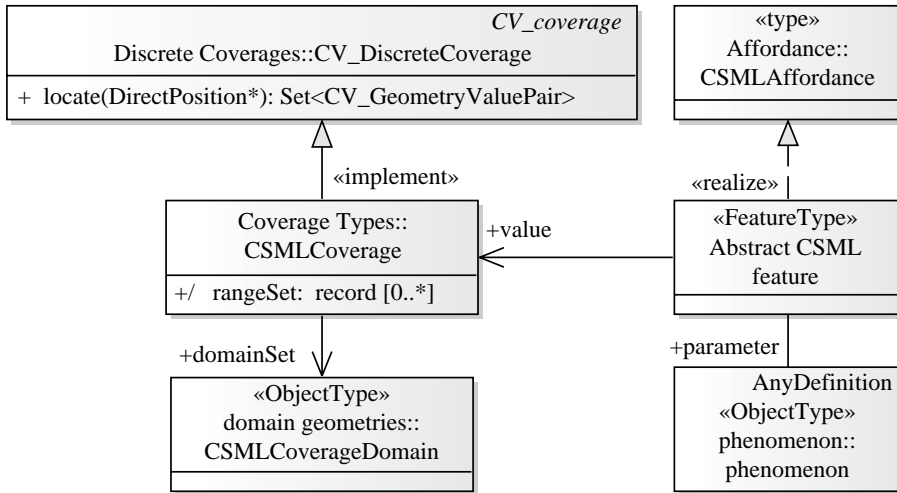 CV_coverage
Discrete Coverages::CV_DiscreteCoverage
+ locate(DirectPosition*): Set<CV_GeometryValuePair>
«type»
Affordance::
CSMLAffordance
«implement»
«realize»
Coverage Types::
CSMLCoverage
+/ rangeSet: record [0..*]
+value
«FeatureType»
Abstract CSML
feature
+domainSet
+parameter
«ObjectType»
domain geometries::
CSMLCoverageDomain
AnyDefinition
«ObjectType»
phenomenon::
phenomenon